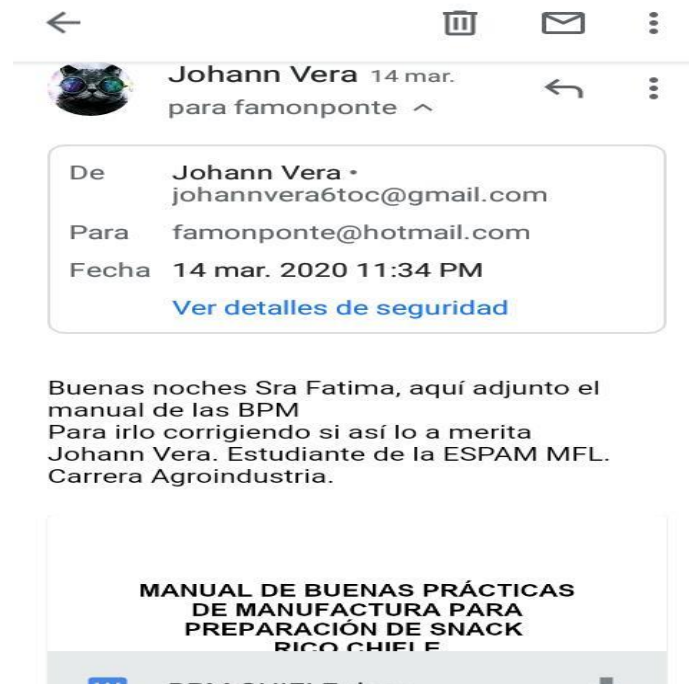 Johann Vera 14 mar.
para famonponte
De Johann Vera •
johannvera6toc@gmail.com
Para famonponte@hotmail.com
Fecha 14 mar. 2020 11:34 PM
Ver detalles de seguridad
Buenas noches Sra Fatima, aquí adjunto el
manual de las BPM
Para irlo corrigiendo si así lo a merita
Johann Vera. Estudiante de la ESPAM MFL.
Carrera Agroindustria.
MANUAL DE BUENAS PRÁCTICAS
DE MANUFACTURA PARA
PREPARACIÓN DE SNACK
RICO CHIFLE